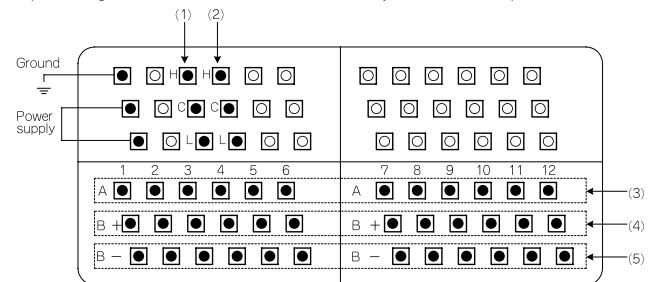 (1) (2)
Ground
H H
C C
Power
supply
L L
1 2 3 4 5 6 7 8 9 10 11 12
A A (3)
B + B + (4)
B − B − (5)